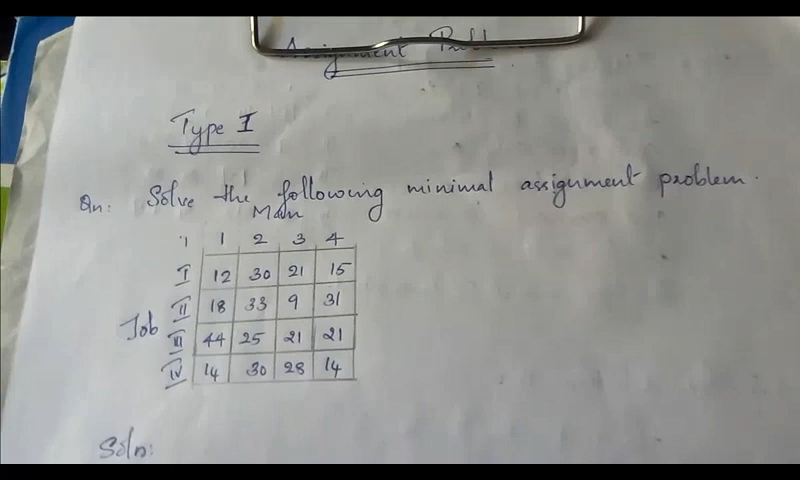 Assignment
Type I
Qn: Solve the following minimal assignment problem.
Man
1 2 3 4
I 12 30 21 15
II 18 33 9 31
Job
III 44 25 21 21
IV 14 30 28 14
Soln: